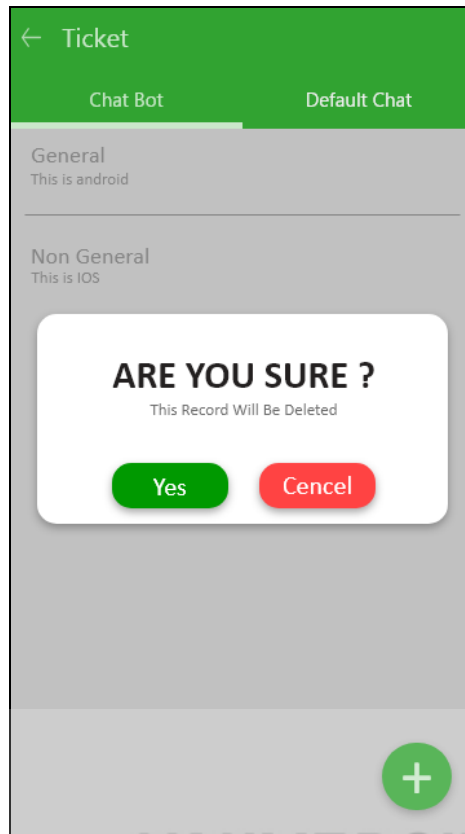 Ticket
Chat Bot Default Chat
General
This is android
Non General
This is IOS
ARE YOU SURE ?
This Record Will Be Deleted
Yes Cencel